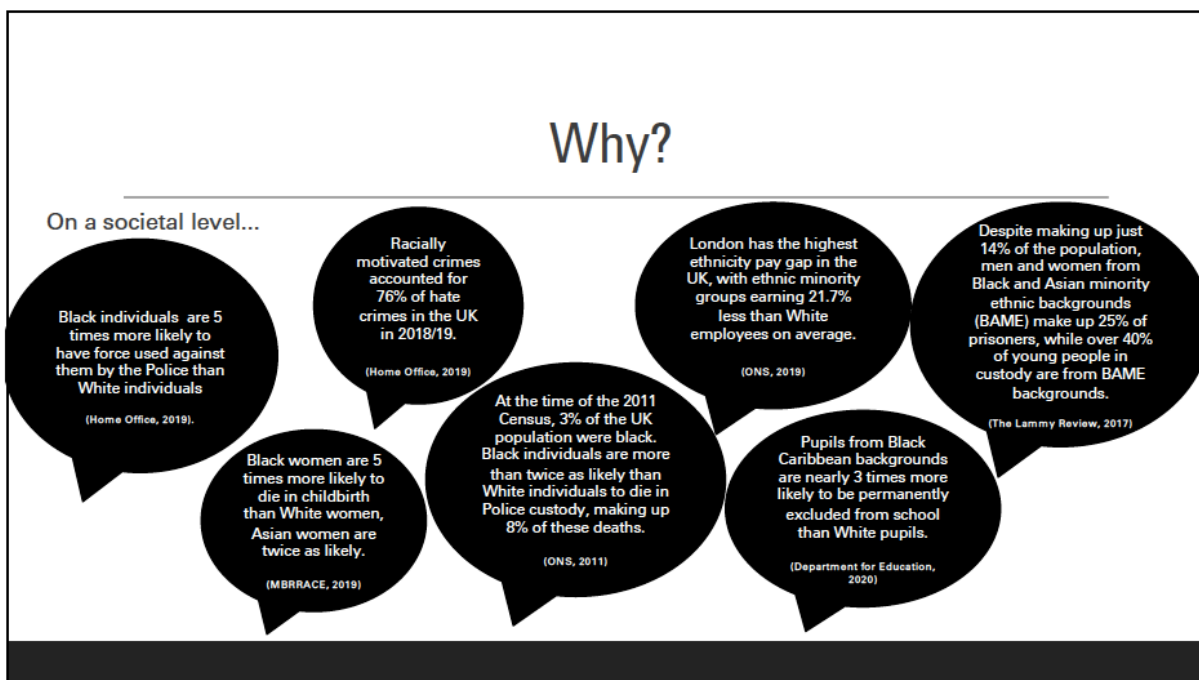 Why?
On a societal level...
Black individuals are 5
times more likely to
have force used against
them by the Police than
White individuals
(Home Office, 2019).
Racially
motivated crimes
accounted for
76% of hate
crimes in the UK
in 2018/19.
(Home Office, 2019)
London has the highest
ethnicity pay gap in the
UK, with ethnic minority
groups earning 21.7%
less than White
employees on average.
(ONS, 2019)
Despite making up just
14% of the population,
men and women from
Black and Asian minority
ethnic backgrounds
(BAME) make up 25% of
prisoners, while over 40%
of young people in
custody are from BAME
backgrounds.
(The Lammy Review, 2017)
Black women are 5
times more likely to
die in childbirth
than White women,
Asian women are
twice as likely.
(MBRRACE, 2019)
At the time of the 2011
Census, 3% of the UK
population were black.
Black individuals are more
than twice as likely than
White individuals to die in
Police custody, making up
8% of these deaths.
(ONS, 2011)
Pupils from Black
Caribbean backgrounds
are nearly 3 times more
likely to be permanently
excluded from school
than White pupils.
(Department for Education,
2020)